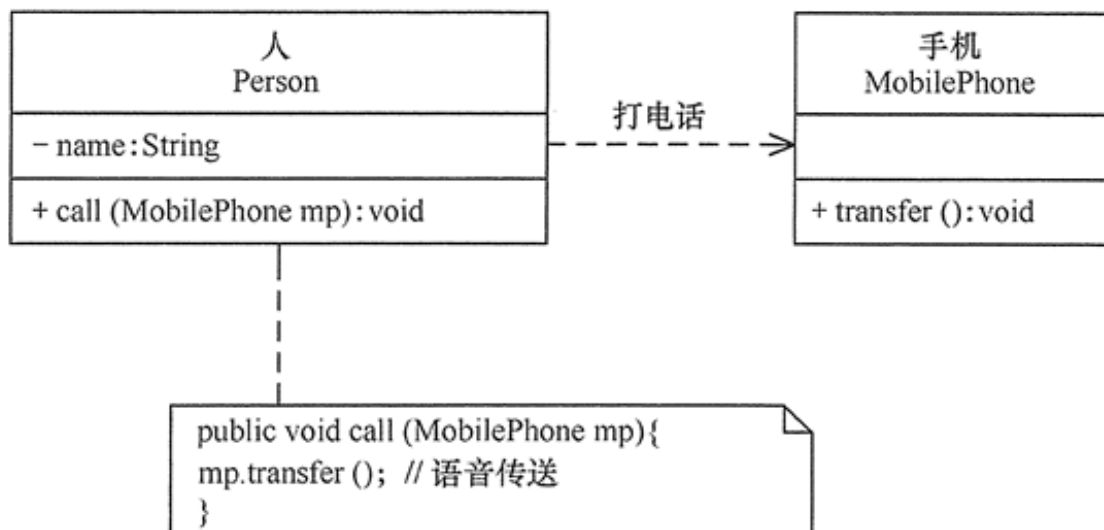 人
Person
- name:String
+ call (MobilePhone mp):void
打电话
手机
MobilePhone
+ transfer ():void
public void call (MobilePhone mp){
mp.transfer (); // 语音传送
}